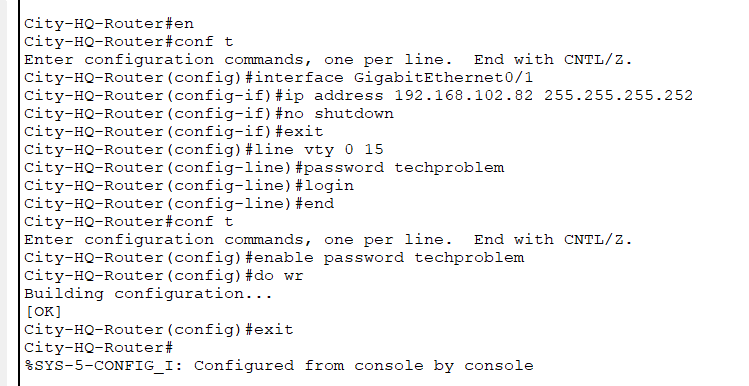 City-HQ-Router#en
City-HQ-Router#conf t
Enter configuration commands, one per line.  End with CNTL/Z.
City-HQ-Router(config)#interface GigabitEthernet0/1
City-HQ-Router(config-if)#ip address 192.168.102.82 255.255.255.252
City-HQ-Router(config-if)#no shutdown
City-HQ-Router(config-if)#exit
City-HQ-Router(config)#line vty 0 15
City-HQ-Router(config-line)#password techproblem
City-HQ-Router(config-line)#login
City-HQ-Router(config-line)#end
City-HQ-Router#conf t
Enter configuration commands, one per line.  End with CNTL/Z.
City-HQ-Router(config)#enable password techproblem
City-HQ-Router(config)#do wr
Building configuration...
[OK]
City-HQ-Router(config)#exit
City-HQ-Router#
%SYS-5-CONFIG_I: Configured from console by console